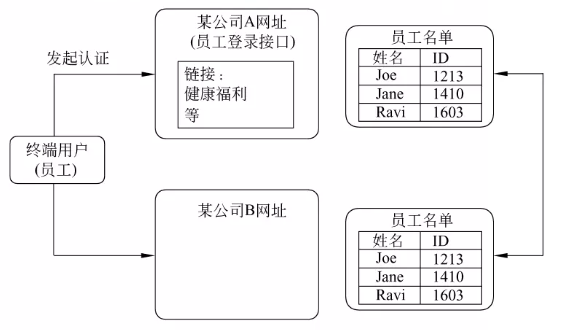 某公司A网址
(员工登录接口)
发起认证
链接：
健康福利
等
员工名单
姓名 ID
Joe 1213
Jane 1410
Ravi 1603
终端用户
(员工)
某公司B网址
员工名单
姓名 ID
Joe 1213
Jane 1410
Ravi 1603